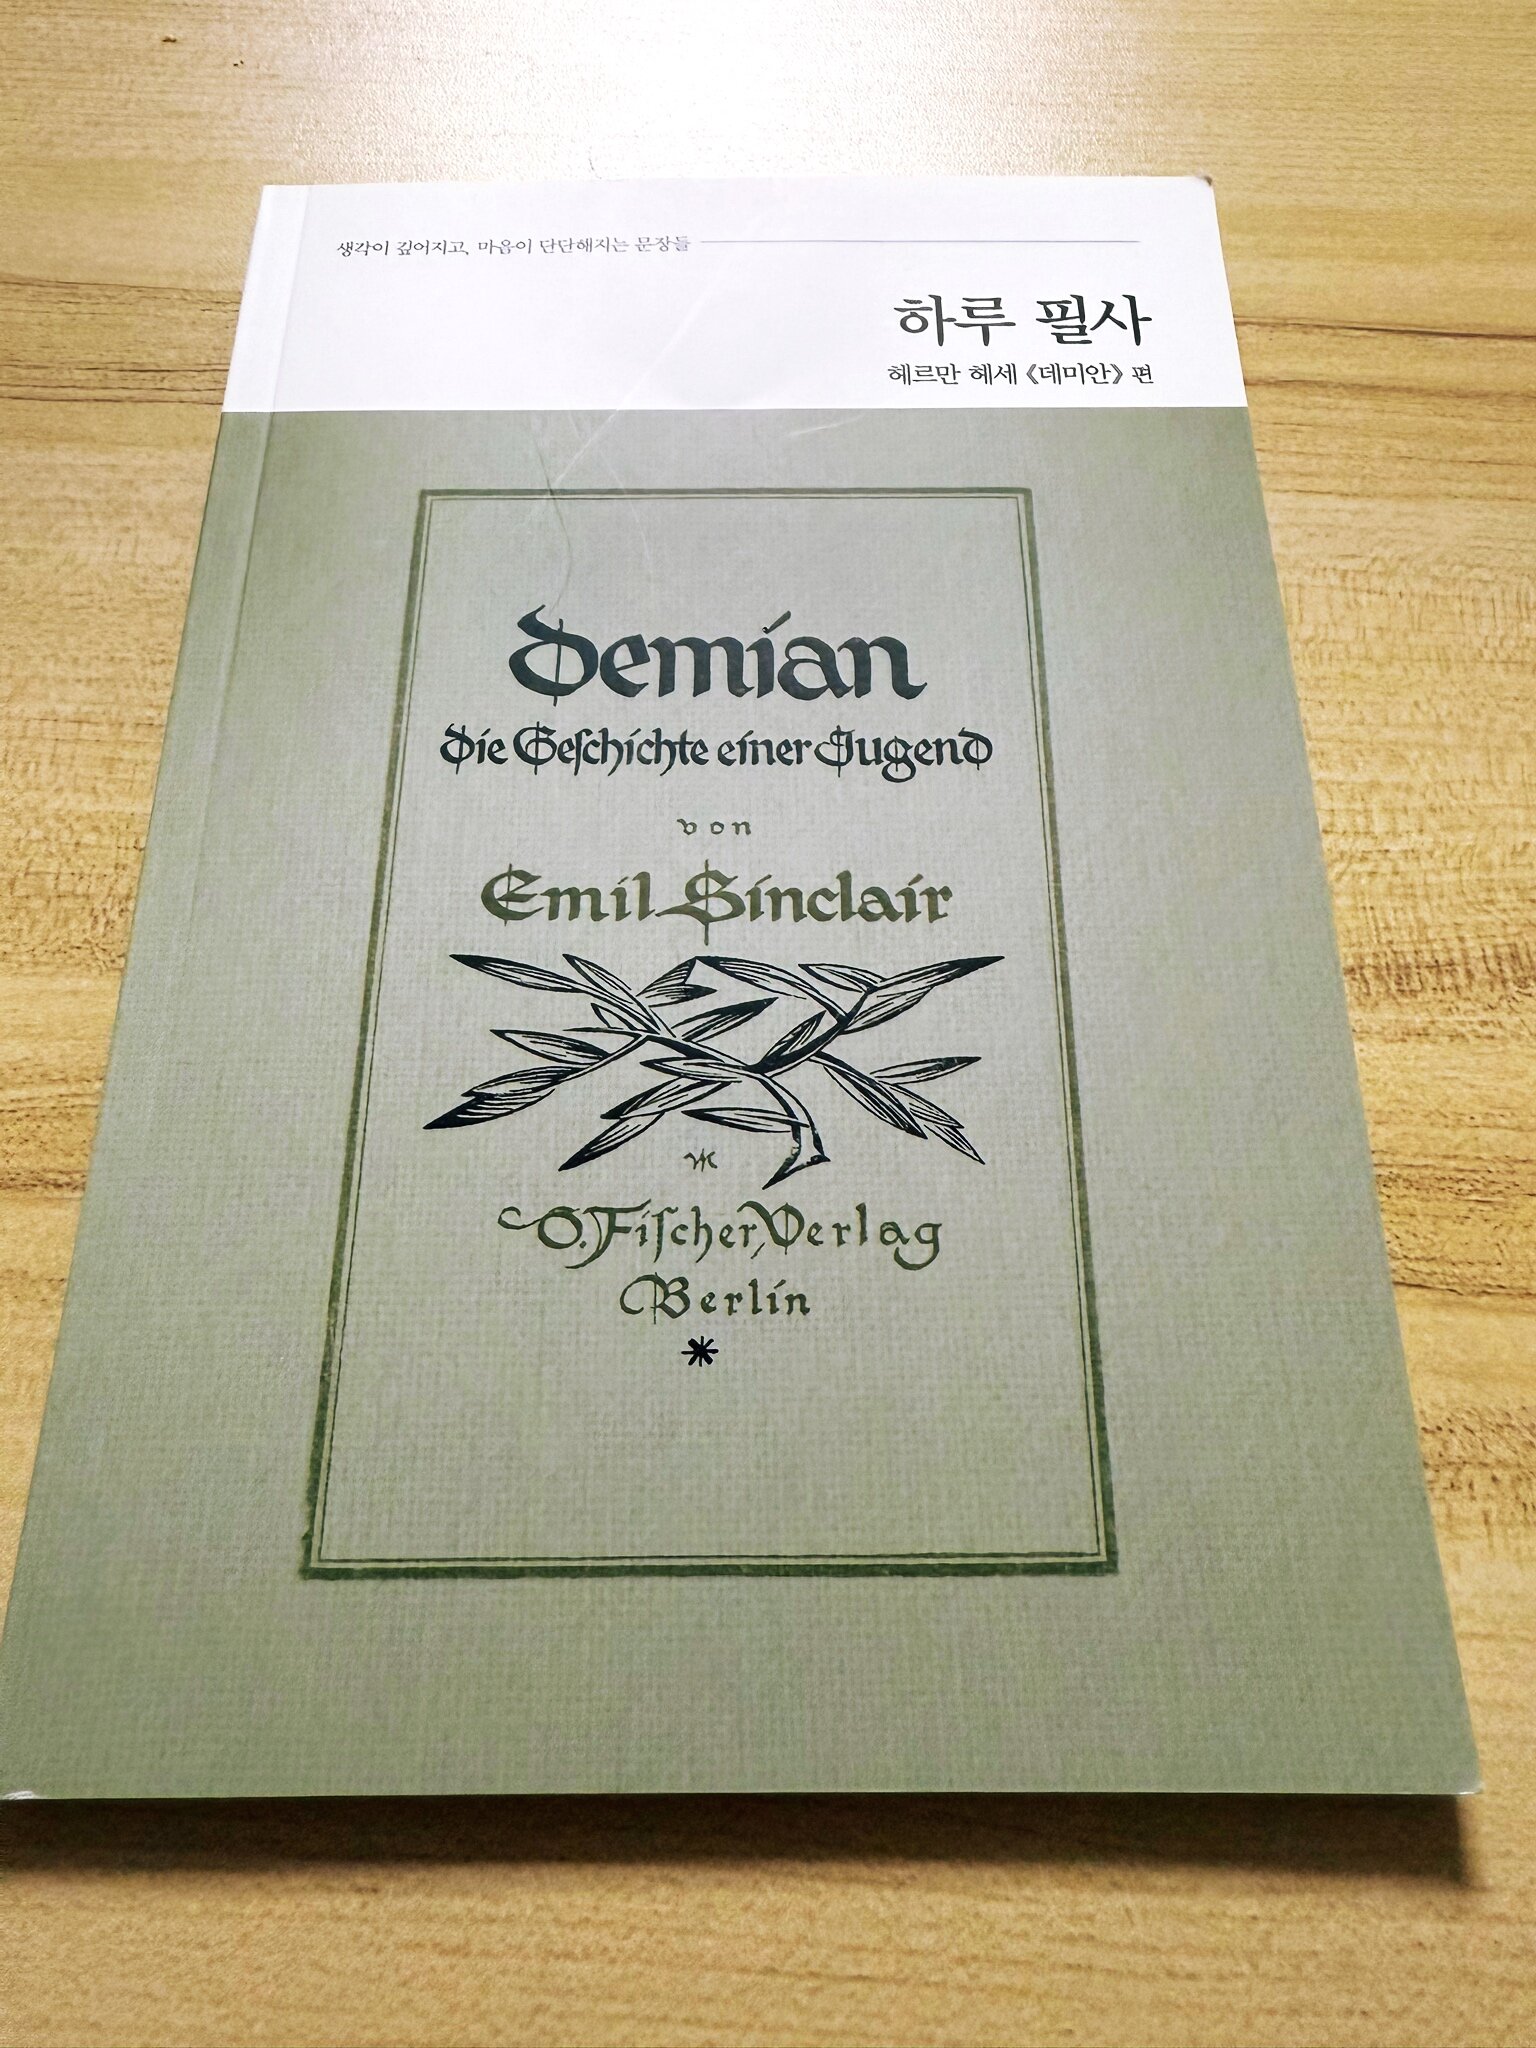 생각이 깊어지고, 마음이 단단해지는 문장들
하루 필사
헤르만 헤세 《데미안》 편
Demian
Die Geschichte einer Jugend
von
Emil Sinclair
S. Fischer, Verlag
Berlin
*